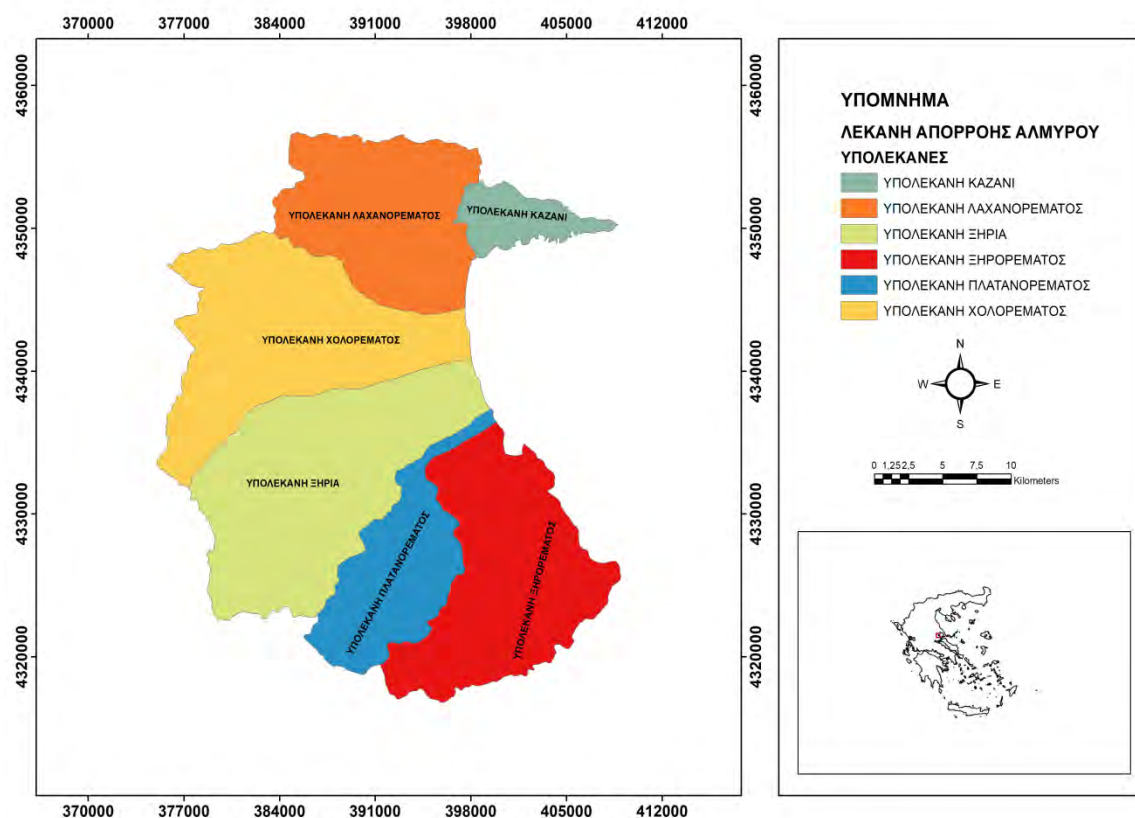 370000 377000 384000 391000 398000 405000 412000
4360000
4350000
4340000
4330000
4320000
ΥΠΟΛΕΚΑΝΗ ΛΑΧΑΝΟΡΕΜΑΤΟΣ
ΥΠΟΛΕΚΑΝΗ ΚΑΖΑΝΙ
ΥΠΟΛΕΚΑΝΗ ΧΟΛΟΡΕΜΑΤΟΣ
ΥΠΟΛΕΚΑΝΗ ΞΗΡΙΑ
ΥΠΟΛΕΚΑΝΗ ΠΛΑΤΑΝΟΡΕΜΑΤΟΣ
ΥΠΟΛΕΚΑΝΗ ΞΗΡΟΡΕΜΑΤΟΣ
4360000
4350000
4340000
4330000
4320000
370000 377000 384000 391000 398000 405000 412000
ΥΠΟΜΝΗΜΑ
ΛΕΚΑΝΗ ΑΠΟΡΡΟΗΣ ΑΛΜΥΡΟΥ
ΥΠΟΛΕΚΑΝΕΣ
ΥΠΟΛΕΚΑΝΗ ΚΑΖΑΝΙ
ΥΠΟΛΕΚΑΝΗ ΛΑΧΑΝΟΡΕΜΑΤΟΣ
ΥΠΟΛΕΚΑΝΗ ΞΗΡΙΑ
ΥΠΟΛΕΚΑΝΗ ΞΗΡΟΡΕΜΑΤΟΣ
ΥΠΟΛΕΚΑΝΗ ΠΛΑΤΑΝΟΡΕΜΑΤΟΣ
ΥΠΟΛΕΚΑΝΗ ΧΟΛΟΡΕΜΑΤΟΣ
N
W E
S
0 1,25 2,5 5 7,5 10
Kilometers